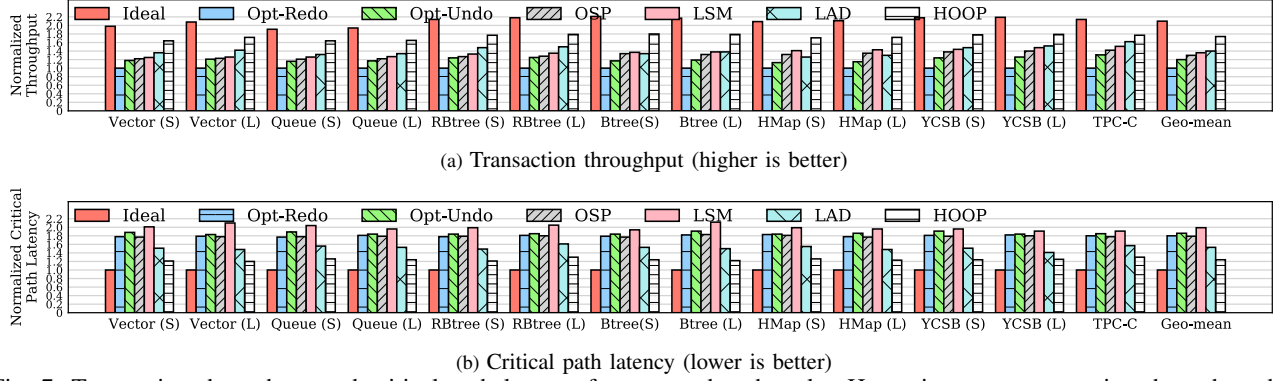 Normalized
Throughput
2.0
1.8
1.6
1.4
1.2
1.0
0.8
0.6
0.4
0.2
Ideal Opt-Redo Opt-Undo OSP LSM LAD HOOP
Vector (S) Vector (L) Queue (S) Queue (L) RBtree (S) RBtree (L) Btree(S) Btree (L) HMap (S) HMap (L) YCSB (S) YCSB (L) TPC-C Geo-mean
(a) Transaction throughput (higher is better)
Normalized Critical
Path Latency
2.2
2.0
1.8
1.6
1.4
1.2
1.0
0.8
0.6
0.4
0.2
0
Ideal Opt-Redo Opt-Undo OSP LSM LAD HOOP
Vector (S) Vector (L) Queue (S) Queue (L) RBtree (S) RBtree (L) Btree(S) Btree (L) HMap (S) HMap (L) YCSB (S) YCSB (L) TPC-C Geo-mean
(b) Critical path latency (lower is better)